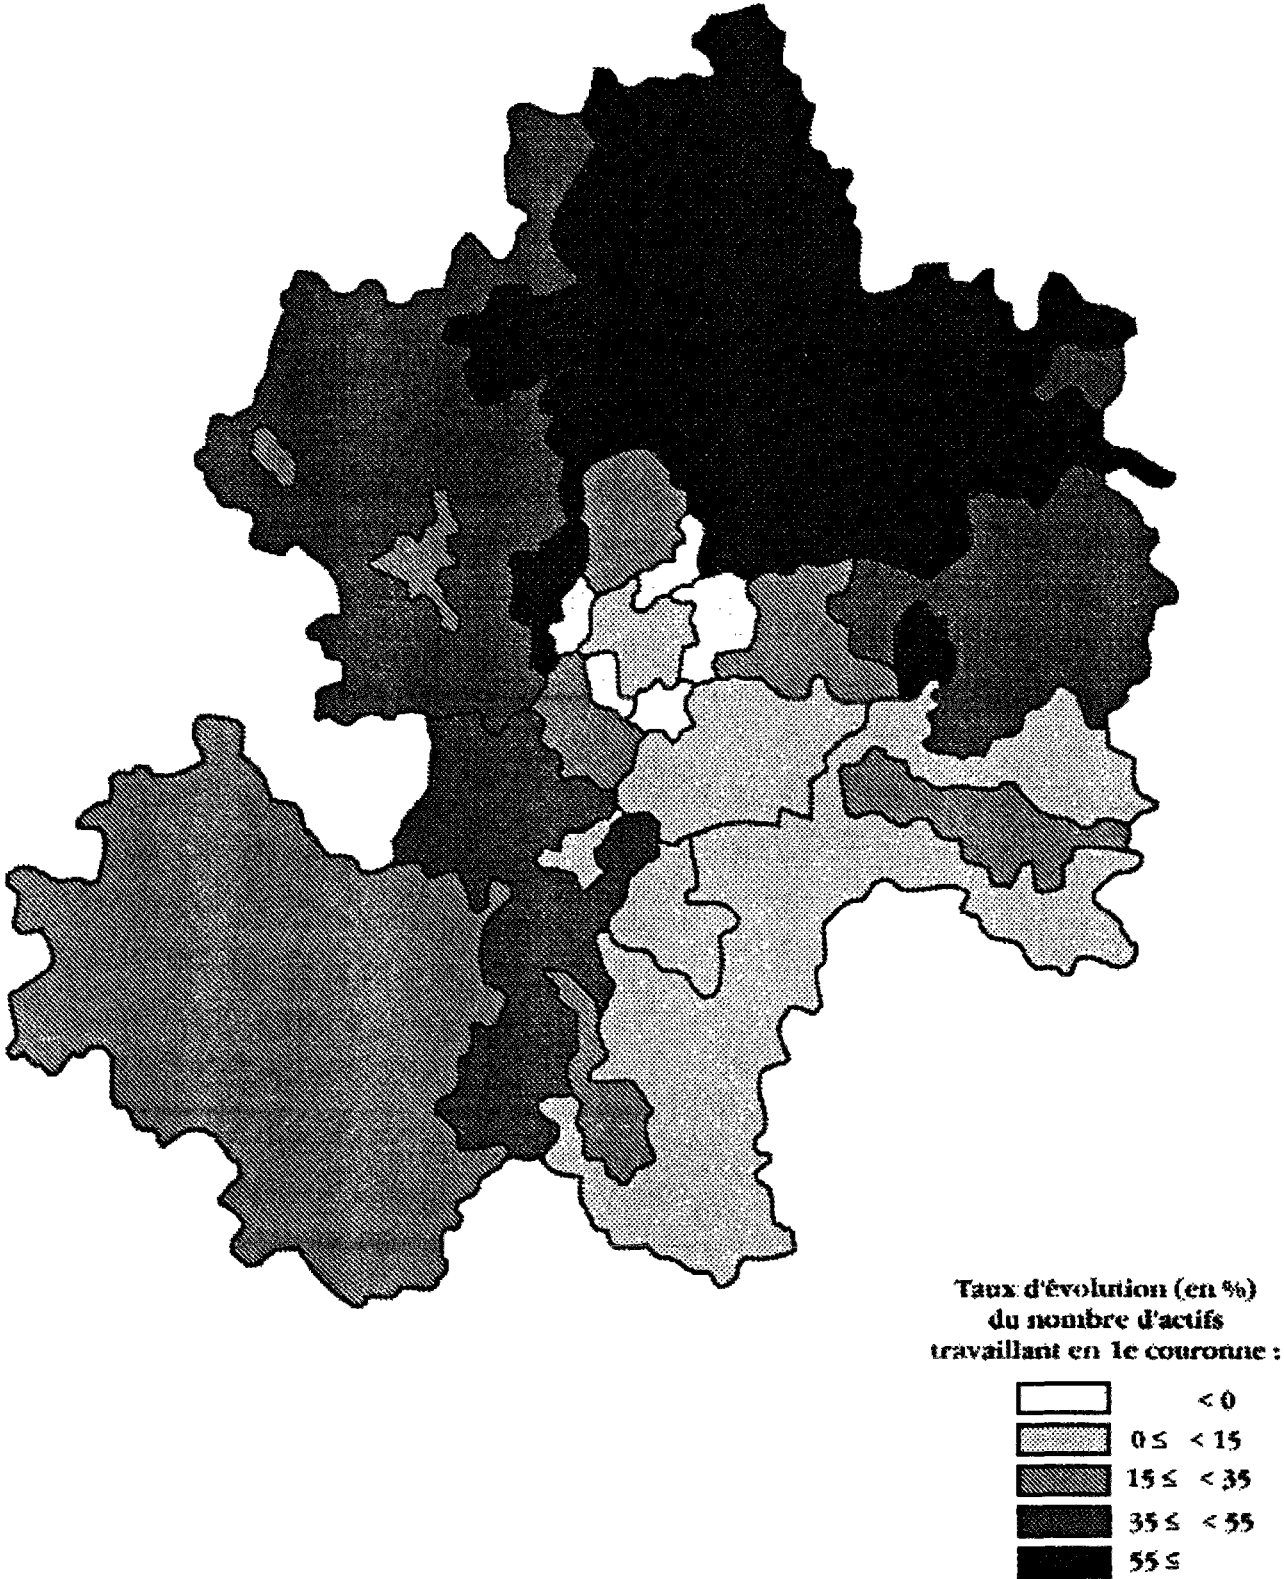 Taux d'évolution (en %)
du nombre d'actifs
travaillant en 1e couronne :
< 0
0 ≤ < 15
15 ≤ < 35
35 ≤ < 55
55 ≤